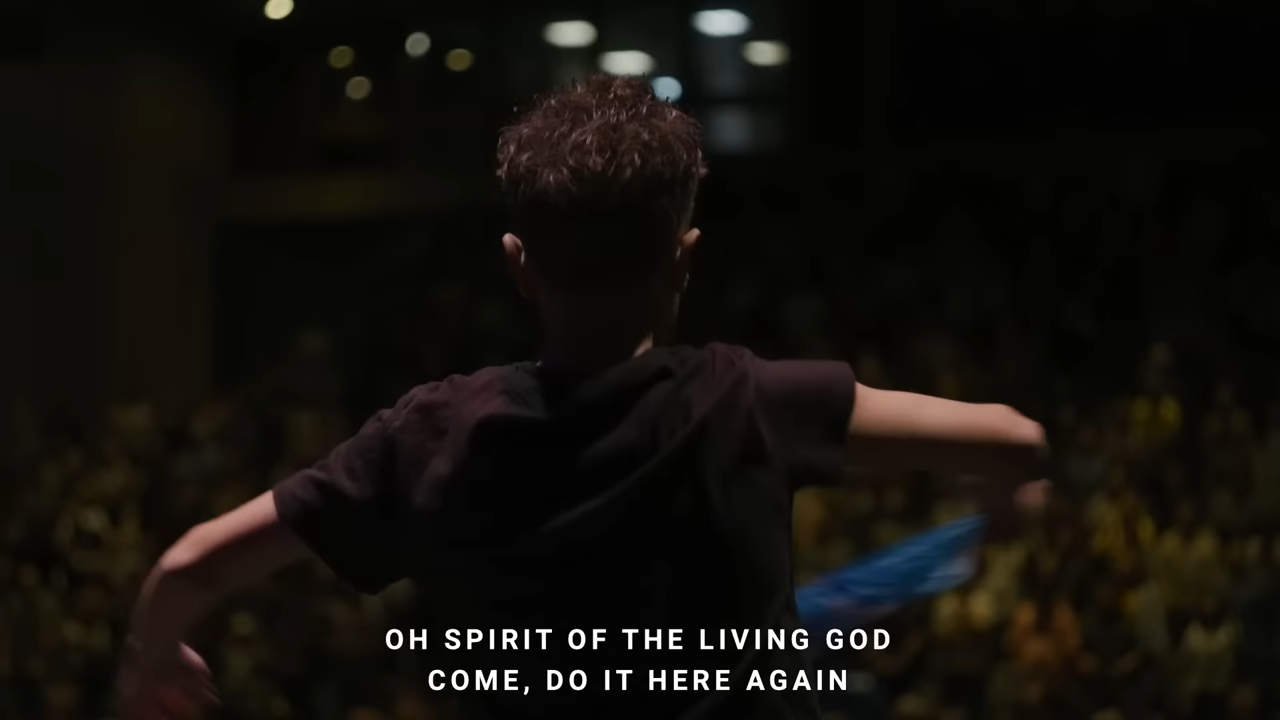 OH SPIRIT OF THE LIVING GOD
COME, DO IT HERE AGAIN